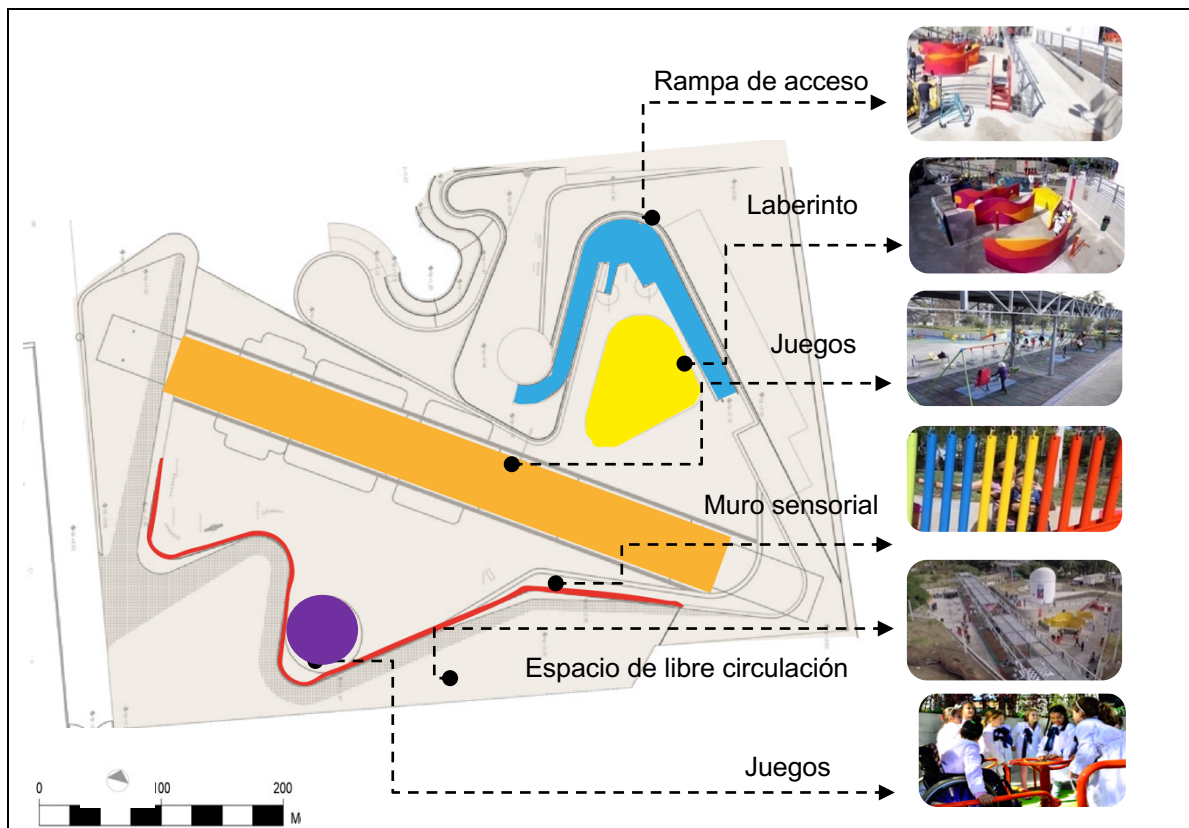 Rampa de acceso
Laberinto
Juegos
Muro sensorial
Espacio de libre circulación
Juegos
0 100 200
M